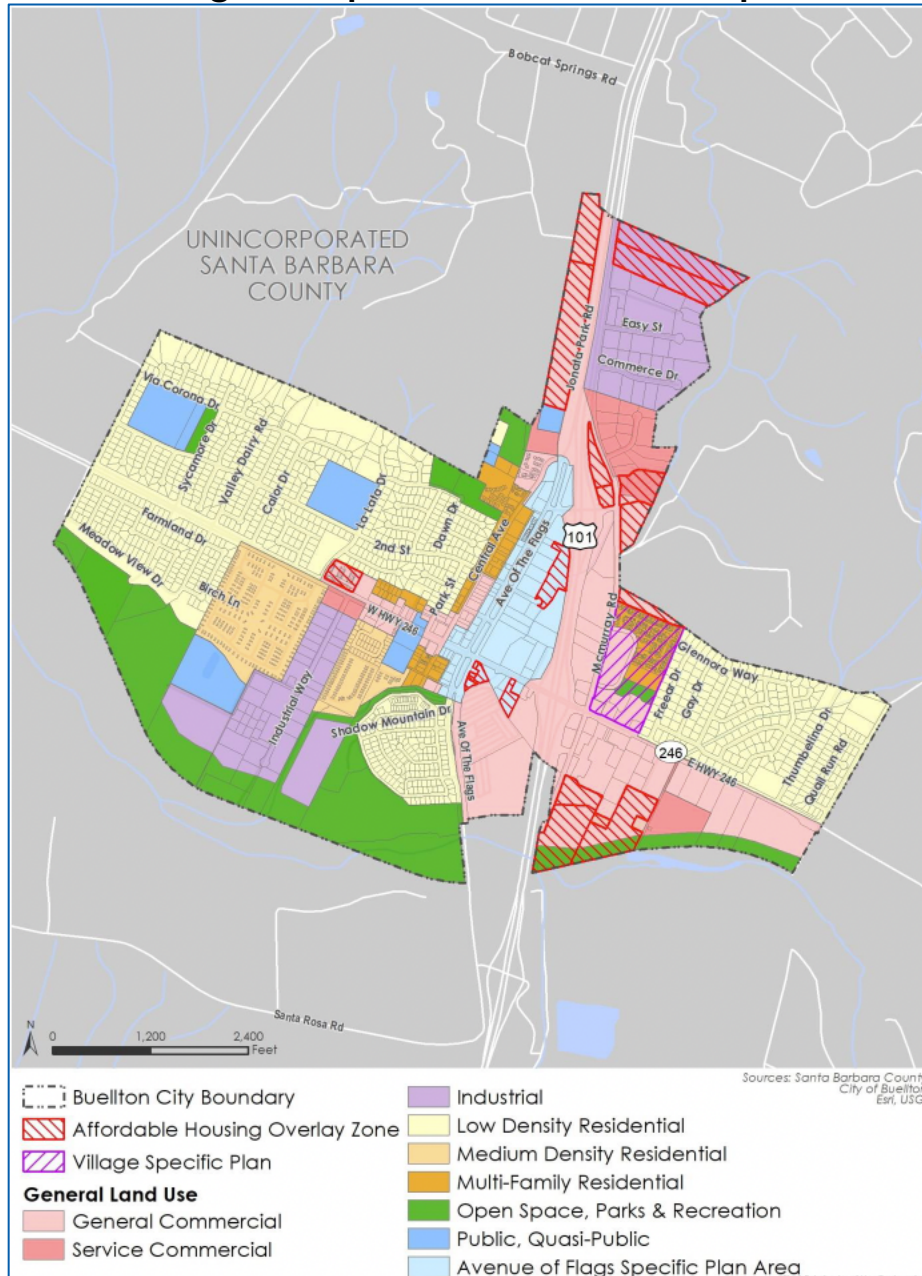 Bobcat Springs Rd
UNINCORPORATED
SANTA BARBARA
COUNTY
Jonata Park Rd
Easy St
Commerce Dr
Via Corona Dr
Sycamore Dr
Valley Dairy Rd
Calor Dr
La Lata Dr
Dawn Dr
2nd St
Central Ave
Ave Of The Flags
101
Farmland Dr
Meadow View Dr
Birch Ln
Park St
W HWY 246
Mcmurray Rd
Glennora Way
Freear Dr
Gay Dr
Industrial Way
Shadow Mountain Dr
Ave Of The Flags
246
E HWY 246
Thumbelina Dr
Quail Run Rd
Santa Rosa Rd
N
0 1,200 2,400
Feet
Sources: Santa Barbara County
City of Buellton
Esri, USG
Buellton City Boundary
Affordable Housing Overlay Zone
Village Specific Plan
General Land Use
General Commercial
Service Commercial
Industrial
Low Density Residential
Medium Density Residential
Multi-Family Residential
Open Space, Parks & Recreation
Public, Quasi-Public
Avenue of Flags Specific Plan Area